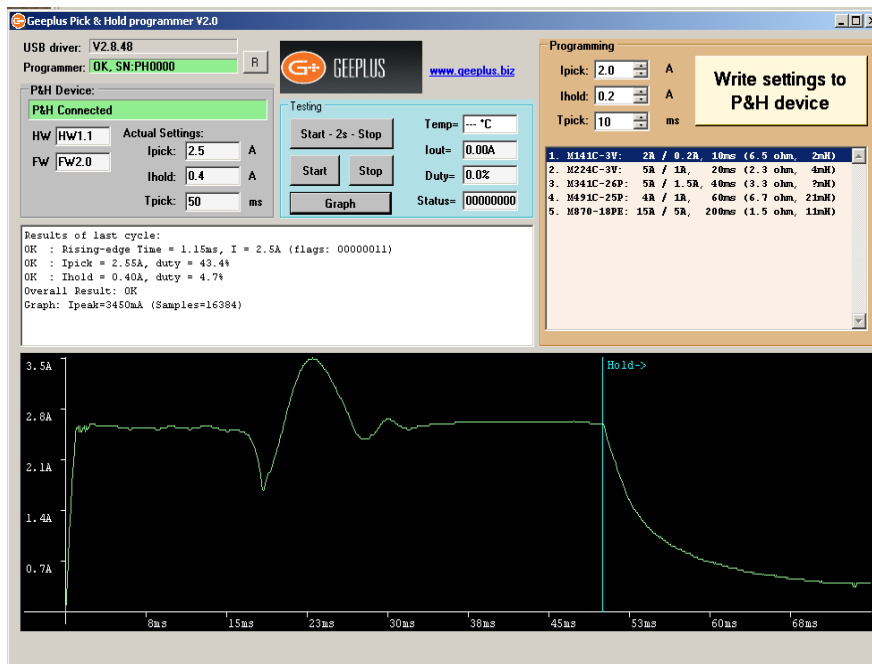 Geeplus Pick & Hold programmer V2.0
USB driver: V2.8.48
Programmer: OK, SN:PH0000
R
P&H Device:
P&H Connected
HW HW1.1
FW FW2.0
Actual Settings:
Ipick: 2.5 A
Ihold: 0.4 A
Tpick: 50 ms
G+ GEEPLUS
www.geeplus.biz
Testing
Start - 2s - Stop
Start Stop
Graph
Temp= --- °C
Iout= 0.00A
Duty= 0.0%
Status= 00000000
Programming
Ipick: 2.0 A
Ihold: 0.2 A
Tpick: 10 ms
Write settings to
P&H device
1. M141C-3V: 2A / 0.2A, 10ms (6.5 ohm, 2mH)
2. M224C-3V: 5A / 1A, 20ms (2.3 ohm, 4mH)
3. M341C-26P: 5A / 1.5A, 40ms (3.3 ohm, ?mH)
4. M491C-25P: 4A / 1A, 60ms (6.7 ohm, 21mH)
5. M870-18PE: 15A / 5A, 200ms (1.5 ohm, 11mH)
Results of last cycle:
OK : Rising-edge Time = 1.15ms, I = 2.5A (flags: 00000011)
OK : Ipick = 2.55A, duty = 43.4%
OK : Ihold = 0.40A, duty = 4.7%
Overall Result: OK
Graph: Ipeak=3450mA (Samples=16384)
3.5A
Hold->
2.8A
2.1A
1.4A
0.7A
8ms 15ms 23ms 30ms 38ms 45ms 53ms 60ms 68ms